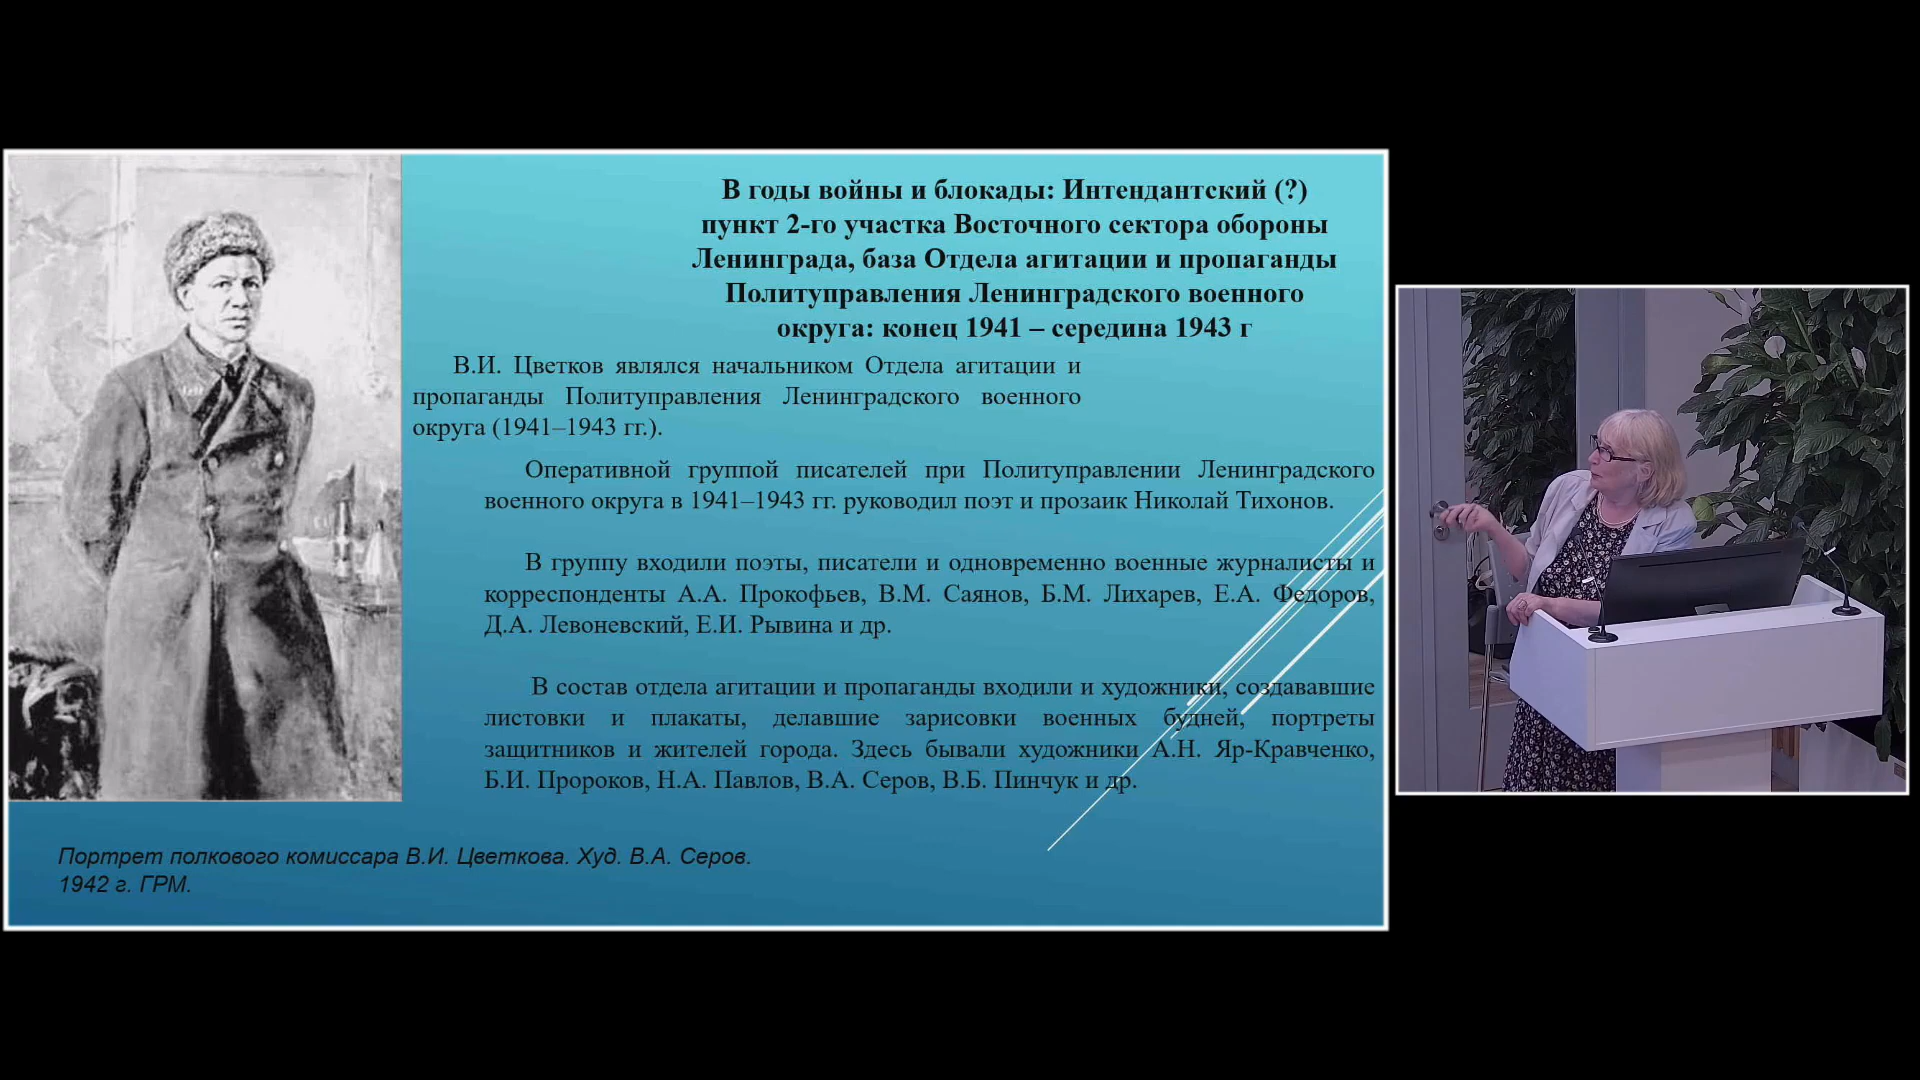 В годы войны и блокады: Интендантский (?)
пункт 2-го участка Восточного сектора обороны
Ленинграда, база Отдела агитации и пропаганды
Политуправления Ленинградского военного
округа: конец 1941 – середина 1943 г
В.И. Цветков являлся начальником Отдела агитации и
пропаганды Политуправления Ленинградского военного
округа (1941–1943 гг.).
Оперативной группой писателей при Политуправлении Ленинградского
военного округа в 1941–1943 гг. руководил поэт и прозаик Николай Тихонов.
В группу входили поэты, писатели и одновременно военные журналисты и
корреспонденты А.А. Прокофьев, В.М. Саянов, Б.М. Лихарев, Е.А. Федоров,
Д.А. Левоневский, Е.И. Рывина и др.
В состав отдела агитации и пропаганды входили и художники, создававшие
листовки и плакаты, делавшие зарисовки военных будней, портреты
защитников и жителей города. Здесь бывали художники А.Н. Яр-Кравченко,
Б.И. Пророков, Н.А. Павлов, В.А. Серов, В.Б. Пинчук и др.
Портрет полкового комиссара В.И. Цветкова. Худ. В.А. Серов.
1942 г. ГРМ.